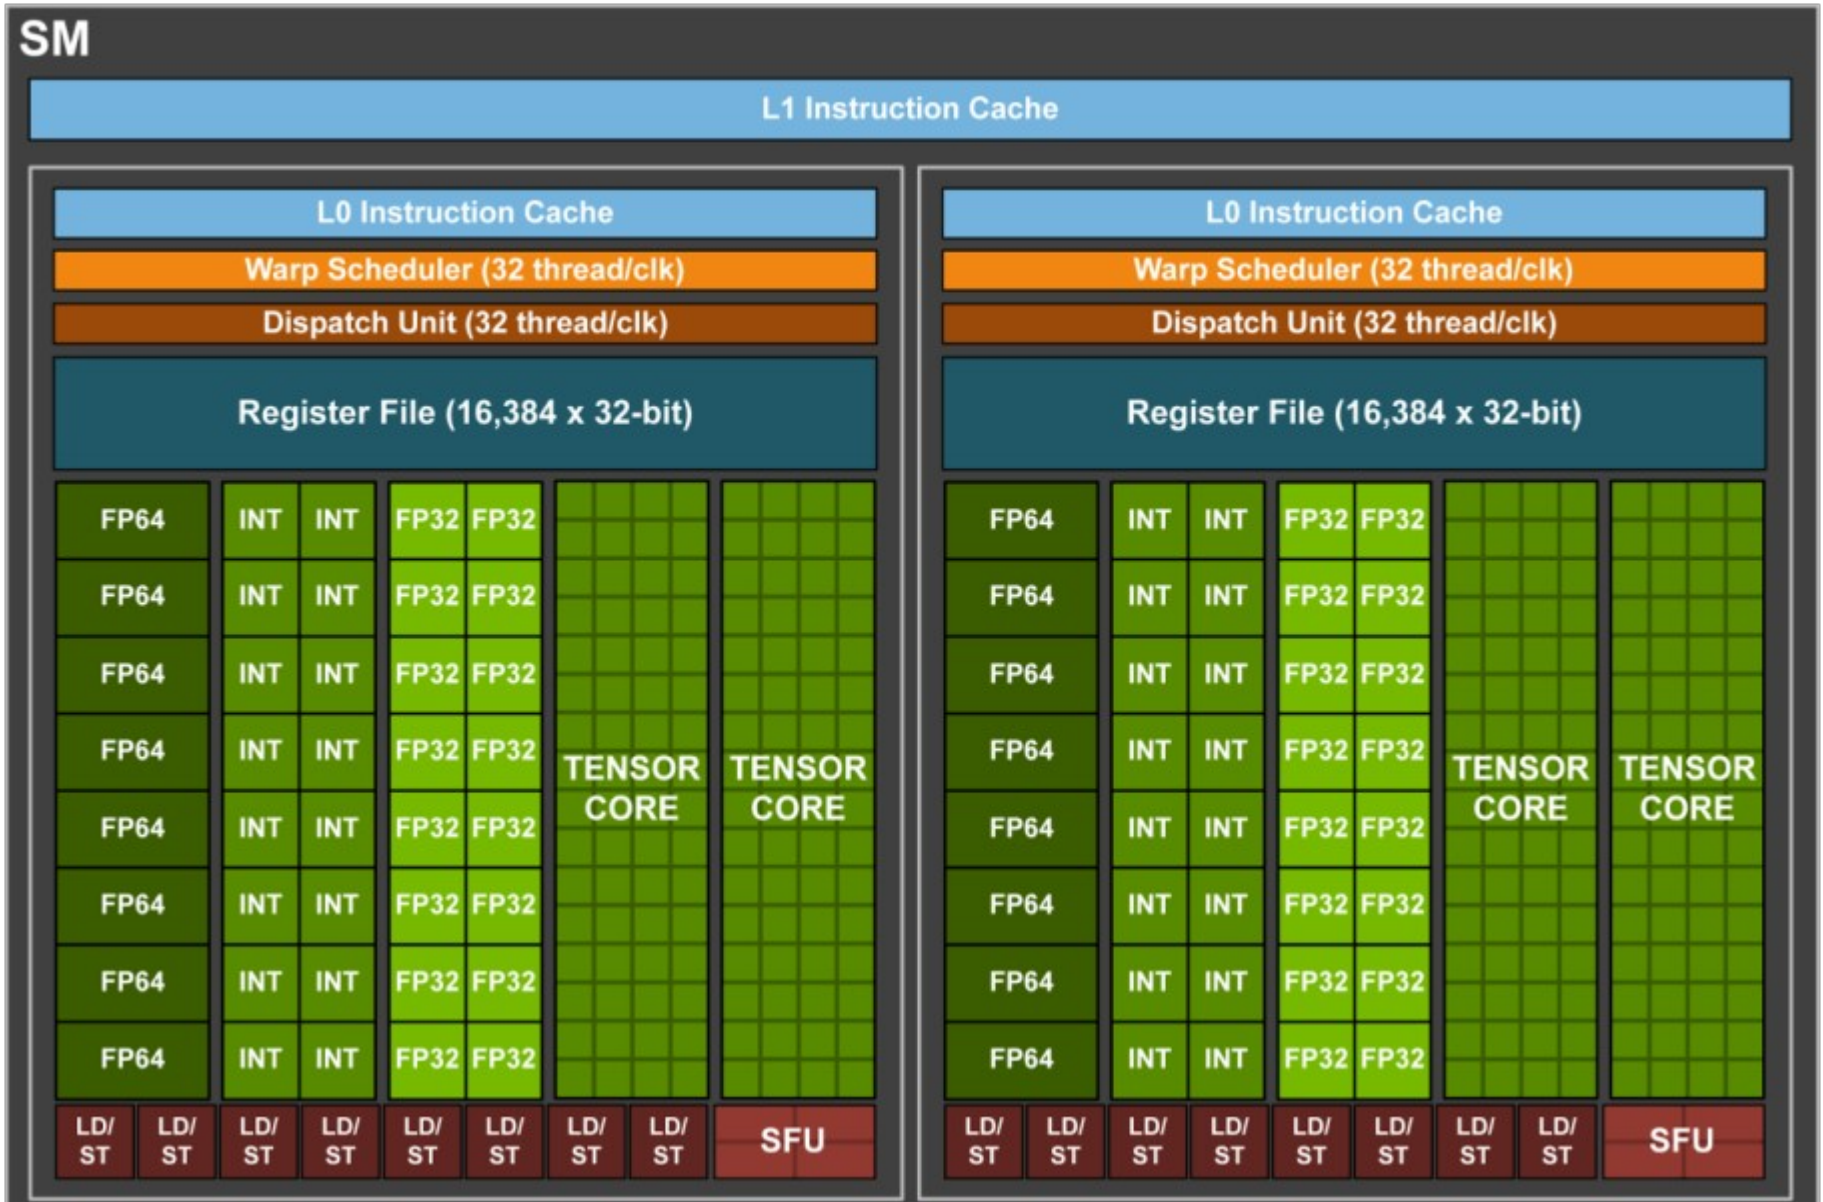 SM
L1 Instruction Cache
L0 Instruction Cache
Warp Scheduler (32 thread/clk)
Dispatch Unit (32 thread/clk)
Register File (16,384 x 32-bit)
FP64 INT INT FP32 FP32
FP64 INT INT FP32 FP32
FP64 INT INT FP32 FP32
FP64 INT INT FP32 FP32
FP64 INT INT FP32 FP32
FP64 INT INT FP32 FP32
FP64 INT INT FP32 FP32
FP64 INT INT FP32 FP32
TENSOR
CORE
TENSOR
CORE
LD/ LD/ LD/ LD/ LD/ LD/ LD/ LD/
ST ST ST ST ST ST ST ST
SFU
L0 Instruction Cache
Warp Scheduler (32 thread/clk)
Dispatch Unit (32 thread/clk)
Register File (16,384 x 32-bit)
FP64 INT INT FP32 FP32
FP64 INT INT FP32 FP32
FP64 INT INT FP32 FP32
FP64 INT INT FP32 FP32
FP64 INT INT FP32 FP32
FP64 INT INT FP32 FP32
FP64 INT INT FP32 FP32
FP64 INT INT FP32 FP32
TENSOR
CORE
TENSOR
CORE
LD/ LD/ LD/ LD/ LD/ LD/ LD/ LD/
ST ST ST ST ST ST ST ST
SFU